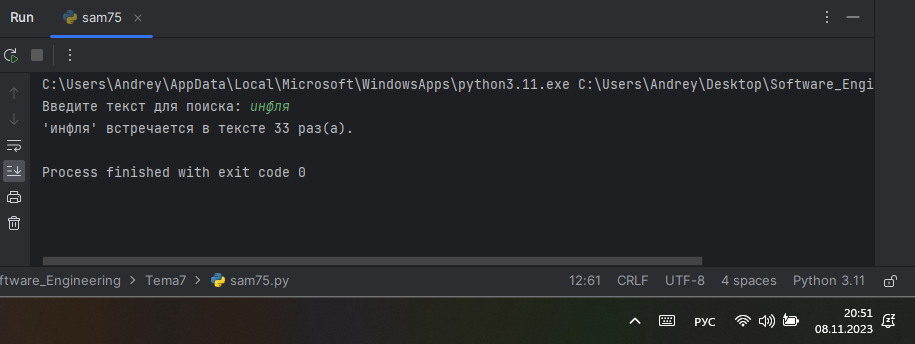 Run sam75
C:\Users\Andrey\AppData\Local\Microsoft\WindowsApps\python3.11.exe C:\Users\Andrey\Desktop\Software_Engi
Введите текст для поиска: инфля
'инфля' встречается в тексте 33 раз(а).
Process finished with exit code 0
ftware_Engineering > Tema7 > sam75.py 12:61 CRLF UTF-8 4 spaces Python 3.11
РУС 20:51
08.11.2023